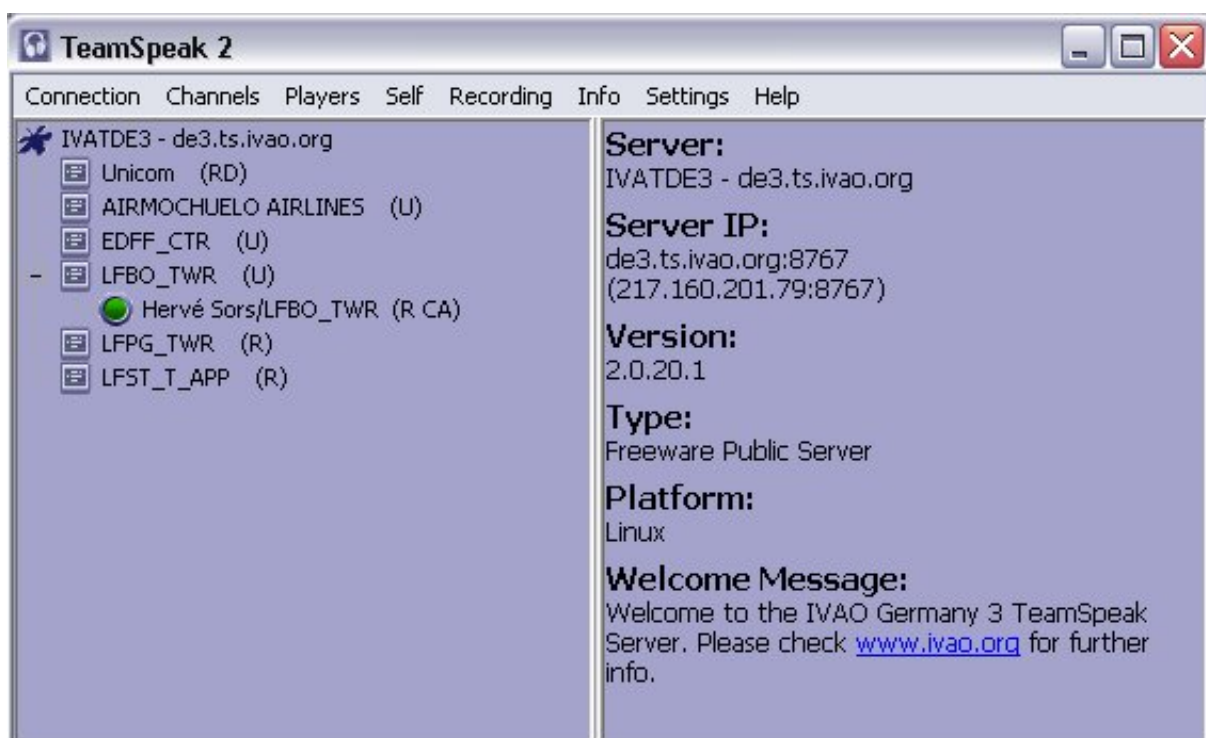 TeamSpeak 2
Connection Channels Players Self Recording Info Settings Help
IVATDE3 - de3.ts.ivao.org
Unicom (RD)
AIRMOCHUELO AIRLINES (U)
EDFF_CTR (U)
LFBO_TWR (U)
Hervé Sors/LFBO_TWR (R CA)
LFPG_TWR (R)
LFST_T_APP (R)
Server:
IVATDE3 - de3.ts.ivao.org
Server IP:
de3.ts.ivao.org:8767
(217.160.201.79:8767)
Version:
2.0.20.1
Type:
Freeware Public Server
Platform:
Linux
Welcome Message:
Welcome to the IVAO Germany 3 TeamSpeak
Server. Please check www.ivao.org for further
info.